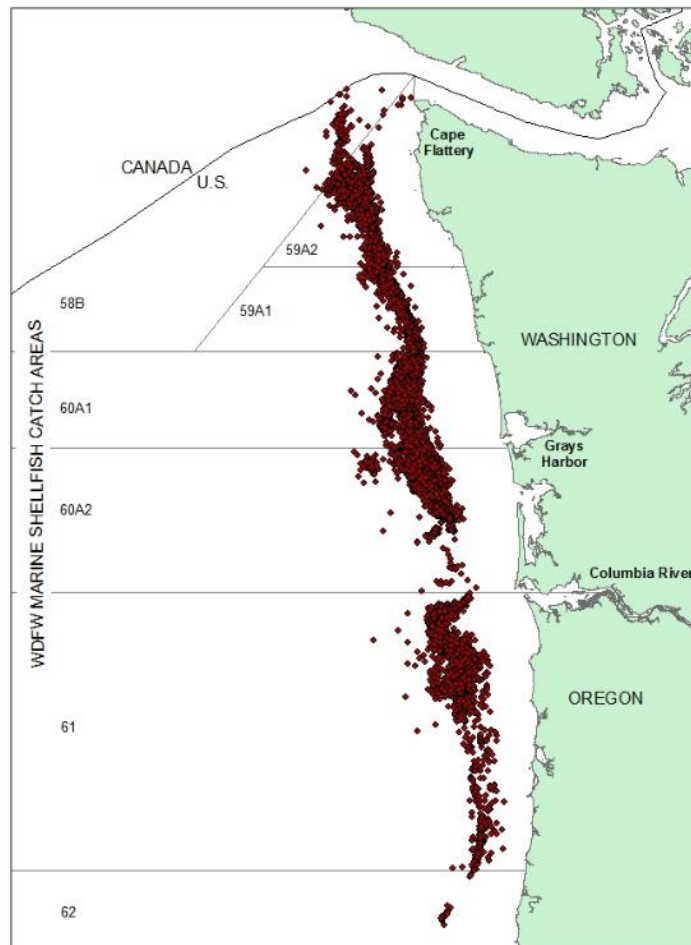 Cape
Flattery
CANADA
U.S.
59A2
58B
59A1
WASHINGTON
60A1
Grays
Harbor
60A2
WDFW MARINE SHELLFISH CATCH AREAS
Columbia River
OREGON
61
62